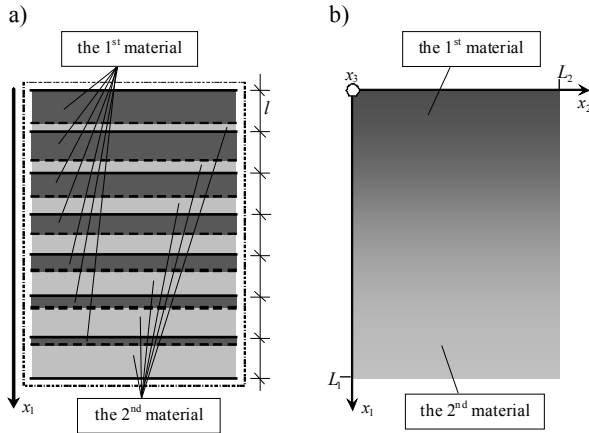 a)
the 1st material
l
x1
the 2nd material
b)
the 1st material
x3
L2
x2
L1
x1
the 2nd material